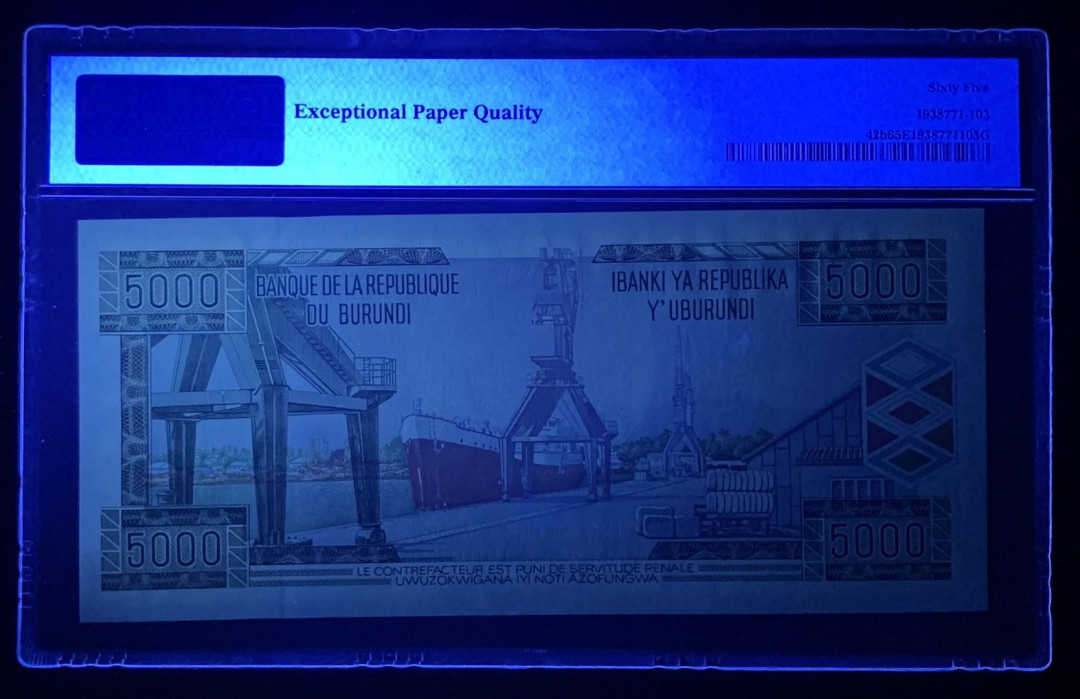 Exceptional Paper Quality
Sixty Five
1938771-103
42b65E1938771103G
5000
BANQUE DE LA REPUBLIQUE
DU BURUNDI
IBANKI YA REPUBLIKA
Y'UBURUNDI
5000
5000
5000
LE CONTREFACTEUR EST PUNI DE SERVITUDE PENALE
UWUZOKWIGANA IYI NOTI AZOFUNGWA